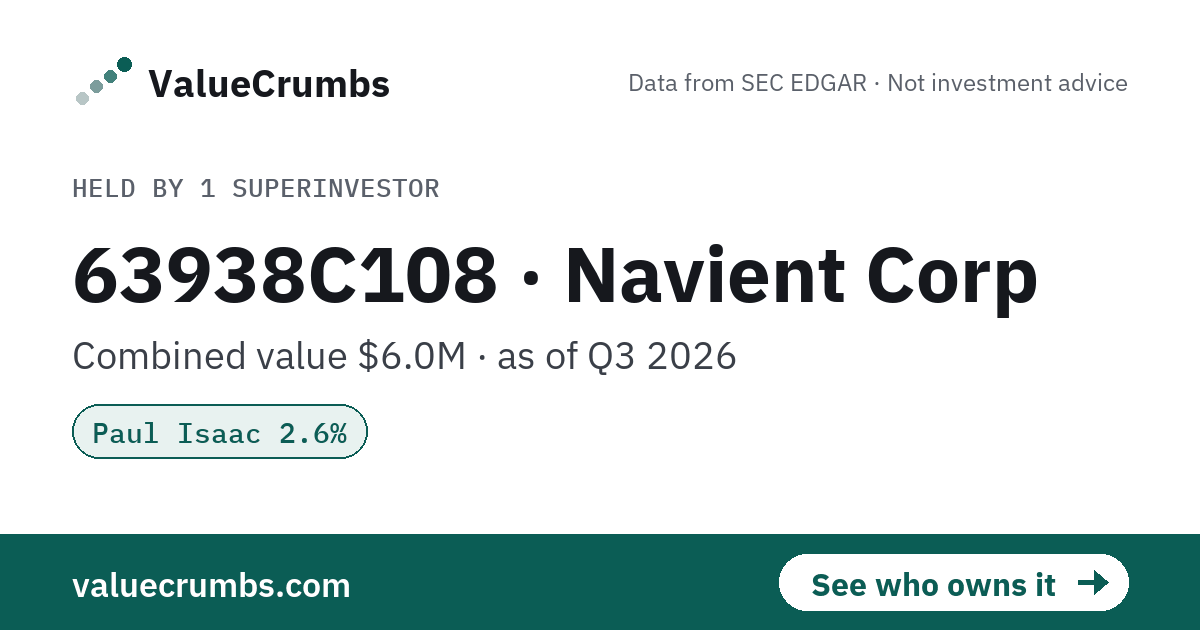 ValueCrumbs
Data from SEC EDGAR · Not investment advice
HELD BY 1 SUPERINVESTOR
63938C108 · Navient Corp
Combined value $6.0M · as of Q3 2026
Paul Isaac 2.6%
valuecrumbs.com
See who owns it →